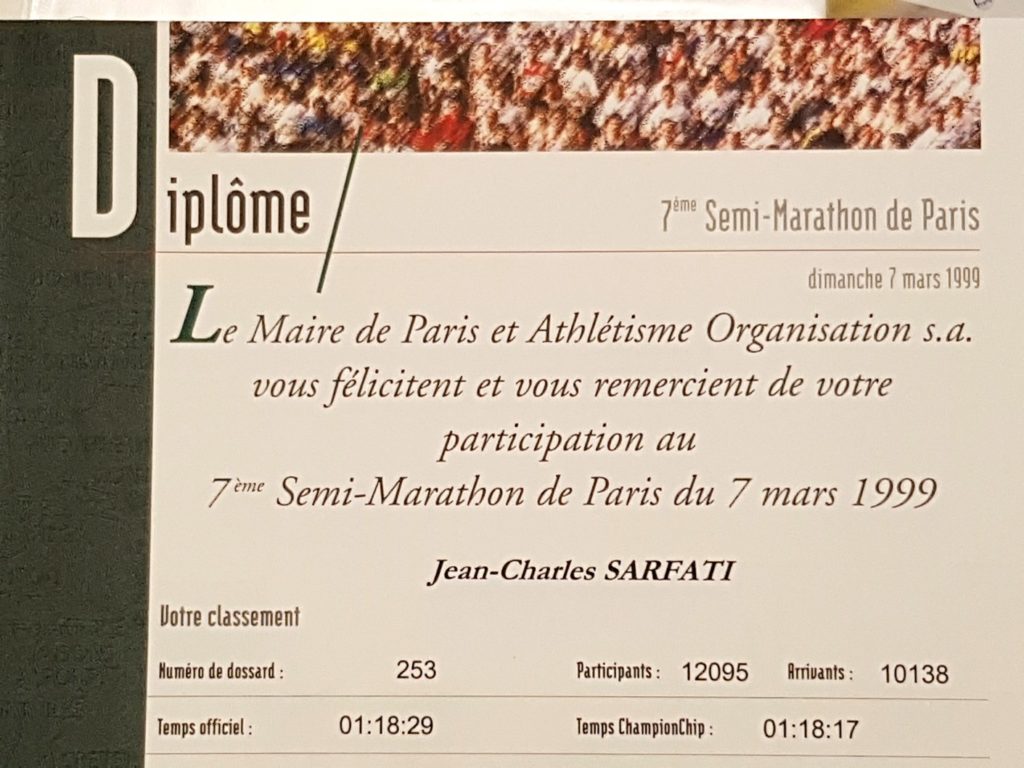 Diplôme
7ème Semi-Marathon de Paris
dimanche 7 mars 1999
Le Maire de Paris et Athlétisme Organisation s.a.
vous félicitent et vous remercient de votre
participation au
7ème Semi-Marathon de Paris du 7 mars 1999
Jean-Charles SARFATI
Votre classement
Numéro de dossard : 253 Participants : 12095 Arrivants : 10138
Temps officiel : 01:18:29 Temps ChampionChip : 01:18:17